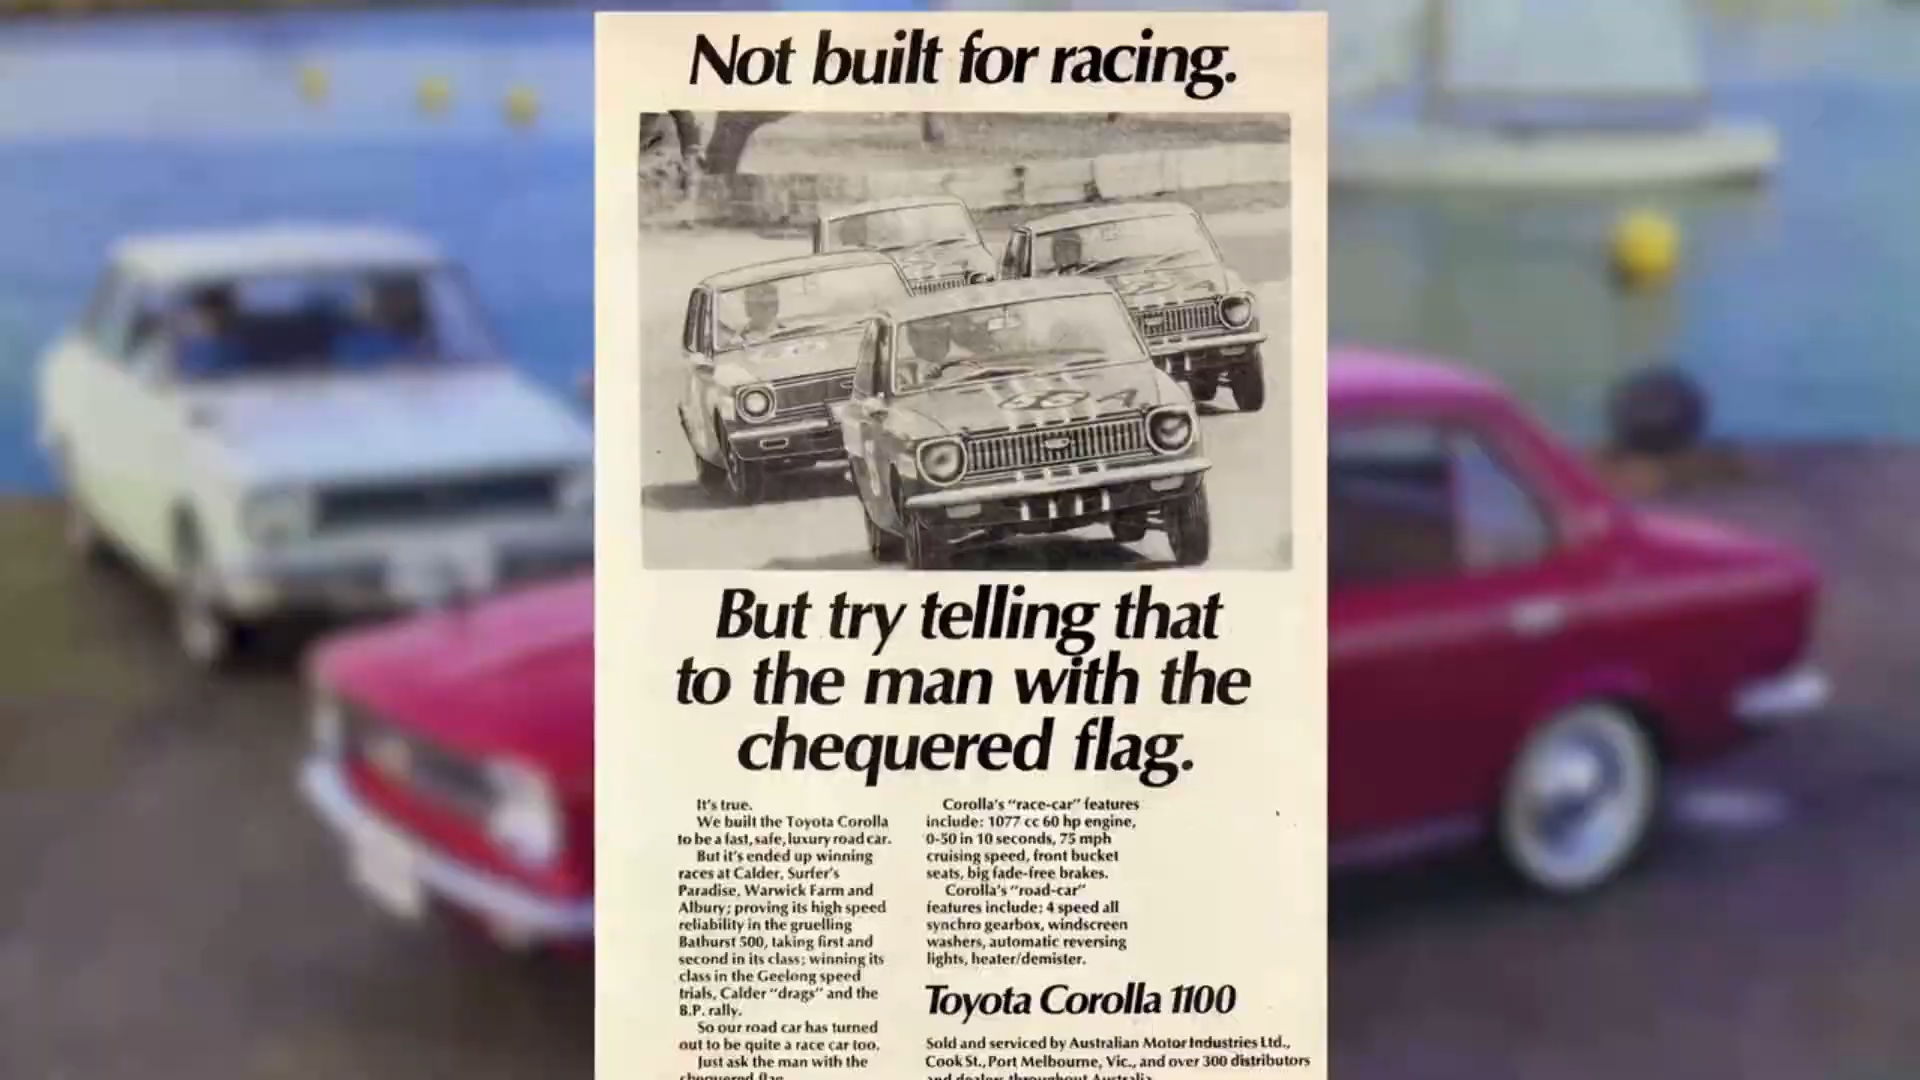 Not built for racing.
But try telling that
to the man with the
chequered flag.
It's true.
We built the Toyota Corolla
to be a fast, safe, luxury road car.
But it's ended up winning
races at Calder, Surfer's
Paradise, Warwick Farm and
Albury; proving its high speed
reliability in the gruelling
Bathurst 500, taking first and
second in its class; winning its
class in the Geelong speed
trials, Calder "drags" and the
B.P. rally.
So our road car has turned
out to be quite a race car too.
Just ask the man with the
chequered flag.
Corolla's "race-car" features
include: 1077 cc 60 hp engine,
0-50 in 10 seconds, 75 mph
cruising speed, front bucket
seats, big fade-free brakes.
Corolla's "road-car"
features include: 4 speed all
synchro gearbox, windscreen
washers, automatic reversing
lights, heater/demister.
Toyota Corolla 1100
Sold and serviced by Australian Motor Industries Ltd.,
Cook St., Port Melbourne, Vic., and over 300 distributors
and dealers throughout Australia